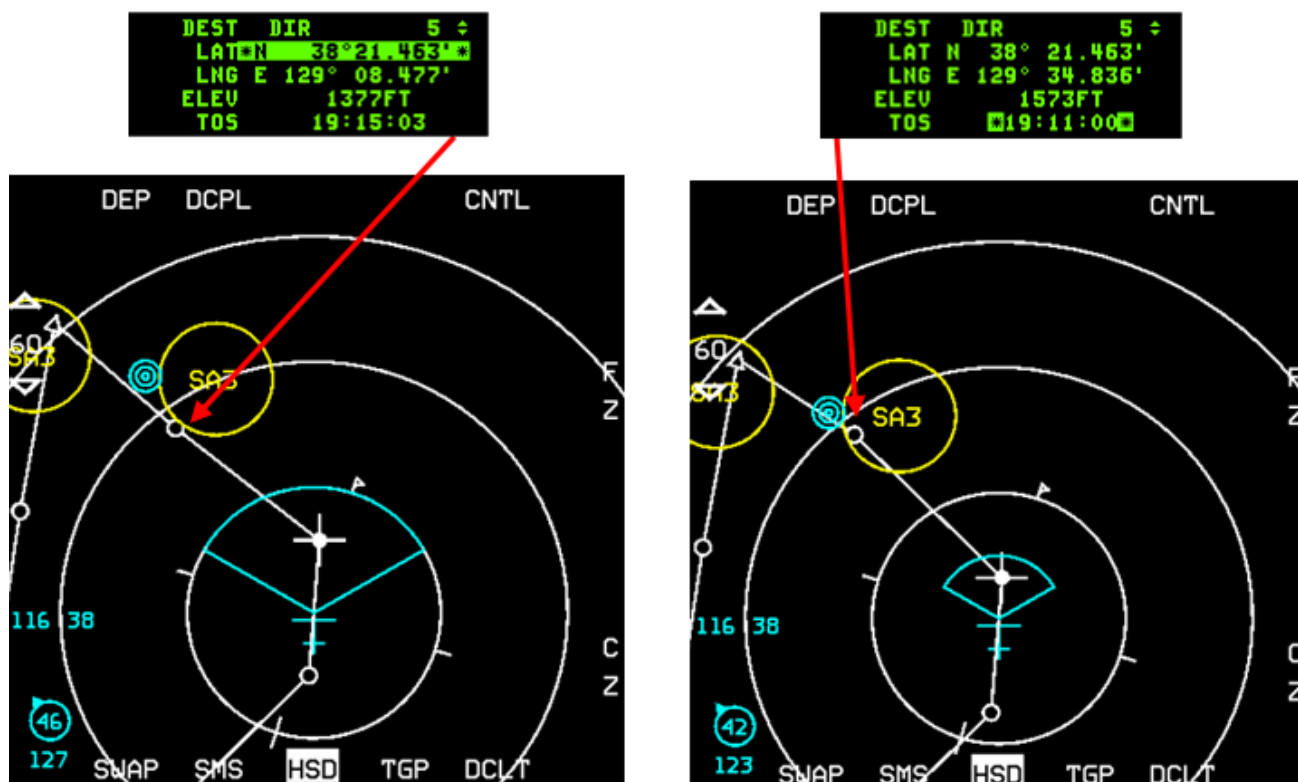 DEST DIR 5
LAT *N 38°21.463'*
LNG E 129° 08.477'
ELEV 1377FT
TOS 19:15:03
DEST DIR 5
LAT N 38° 21.463'
LNG E 129° 34.836'
ELEV 1573FT
TOS *19:11:00*
DEP DCPL CNTL
60
SA3
SA3
F
Z
116 38
C
Z
46
127
SWAP SMS HSD TGP DCLT
DEP DCPL CNTL
60
SA3
SA3
F
Z
116 38
C
Z
42
123
SWAP SMS HSD TGP DCLT